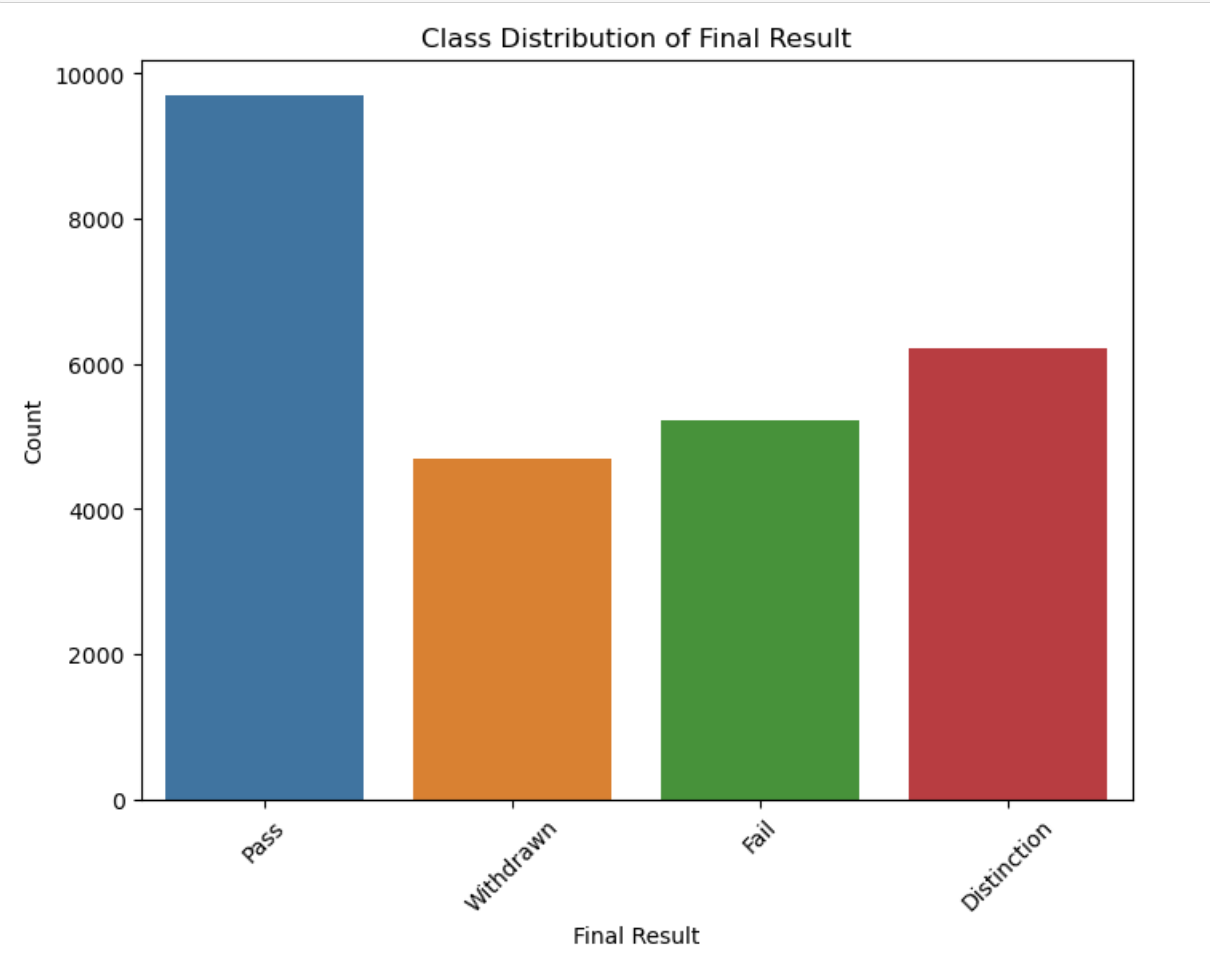 Class Distribution of Final Result
10000
8000
6000
4000
2000
0
Count
Pass
Withdrawn
Fail
Distinction
Final Result